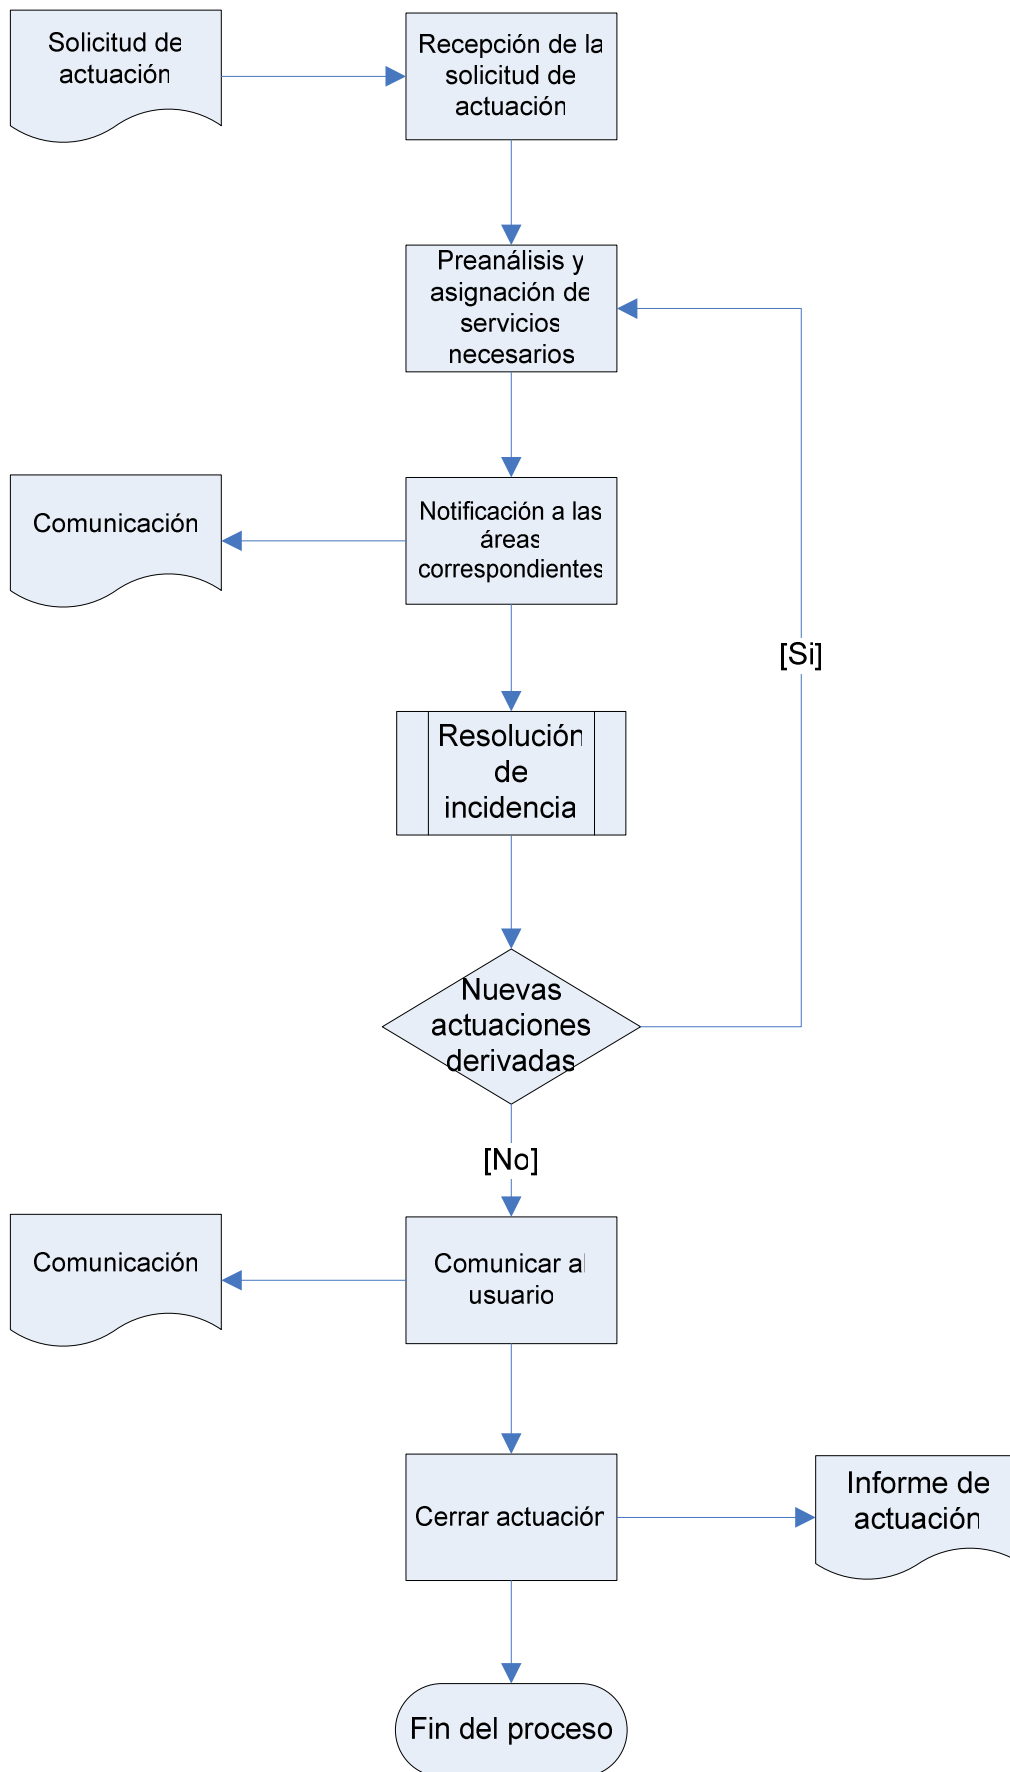 Solicitud de
actuación
Recepción de la
solicitud de
actuación
Preanálisis y
asignación de
servicios
necesarios
Comunicación
Notificación a las
áreas
correspondientes
[Si]
Resolución
de
incidencia
Nuevas
actuaciones
derivadas
[No]
Comunicación
Comunicar al
usuario
Cerrar actuación
Informe de
actuación
Fin del proceso